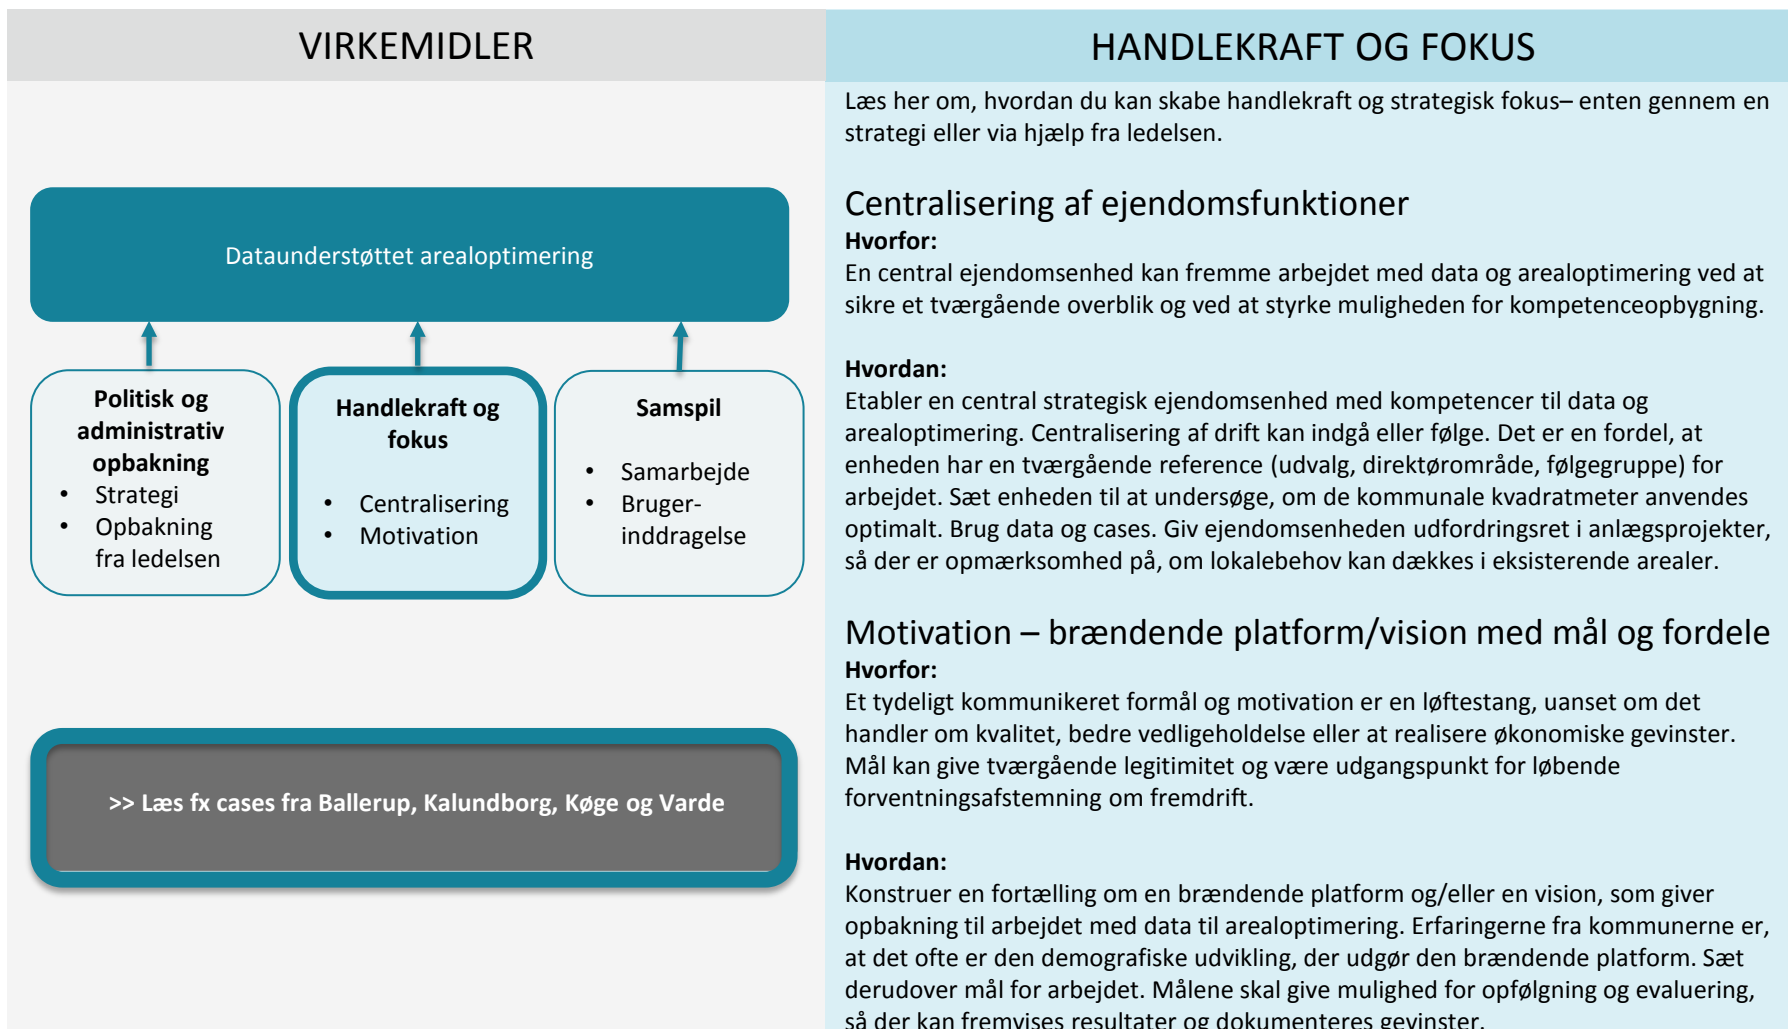 VIRKEMIDLER
Dataunderstøttet arealoptimering
Politisk og
administrativ
opbakning
• Strategi
• Opbakning
fra ledelsen
Handlekraft og
fokus
• Centralisering
• Motivation
Samspil
• Samarbejde
• Bruger-
inddragelse
>> Læs fx cases fra Ballerup, Kalundborg, Køge og Varde
HANDLEKRAFT OG FOKUS
Læs her om, hvordan du kan skabe handlekraft og strategisk fokus– enten gennem en
strategi eller via hjælp fra ledelsen.
Centralisering af ejendomsfunktioner
Hvorfor:
En central ejendomsenhed kan fremme arbejdet med data og arealoptimering ved at
sikre et tværgående overblik og ved at styrke muligheden for kompetenceopbygning.
Hvordan:
Etabler en central strategisk ejendomsenhed med kompetencer til data og
arealoptimering. Centralisering af drift kan indgå eller følge. Det er en fordel, at
enheden har en tværgående reference (udvalg, direktørområde, følgegruppe) for
arbejdet. Sæt enheden til at undersøge, om de kommunale kvadratmeter anvendes
optimalt. Brug data og cases. Giv ejendomsenheden udfordringsret i anlægsprojekter,
så der er opmærksomhed på, om lokalebehov kan dækkes i eksisterende arealer.
Motivation – brændende platform/vision med mål og fordele
Hvorfor:
Et tydeligt kommunikeret formål og motivation er en løftestang, uanset om det
handler om kvalitet, bedre vedligeholdelse eller at realisere økonomiske gevinster.
Mål kan give tværgående legitimitet og være udgangspunkt for løbende
forventningsafstemning om fremdrift.
Hvordan:
Konstruer en fortælling om en brændende platform og/eller en vision, som giver
opbakning til arbejdet med data til arealoptimering. Erfaringerne fra kommunerne er,
at det ofte er den demografiske udvikling, der udgør den brændende platform. Sæt
derudover mål for arbejdet. Målene skal give mulighed for opfølgning og evaluering,
så der kan fremvises resultater og dokumenteres gevinster.